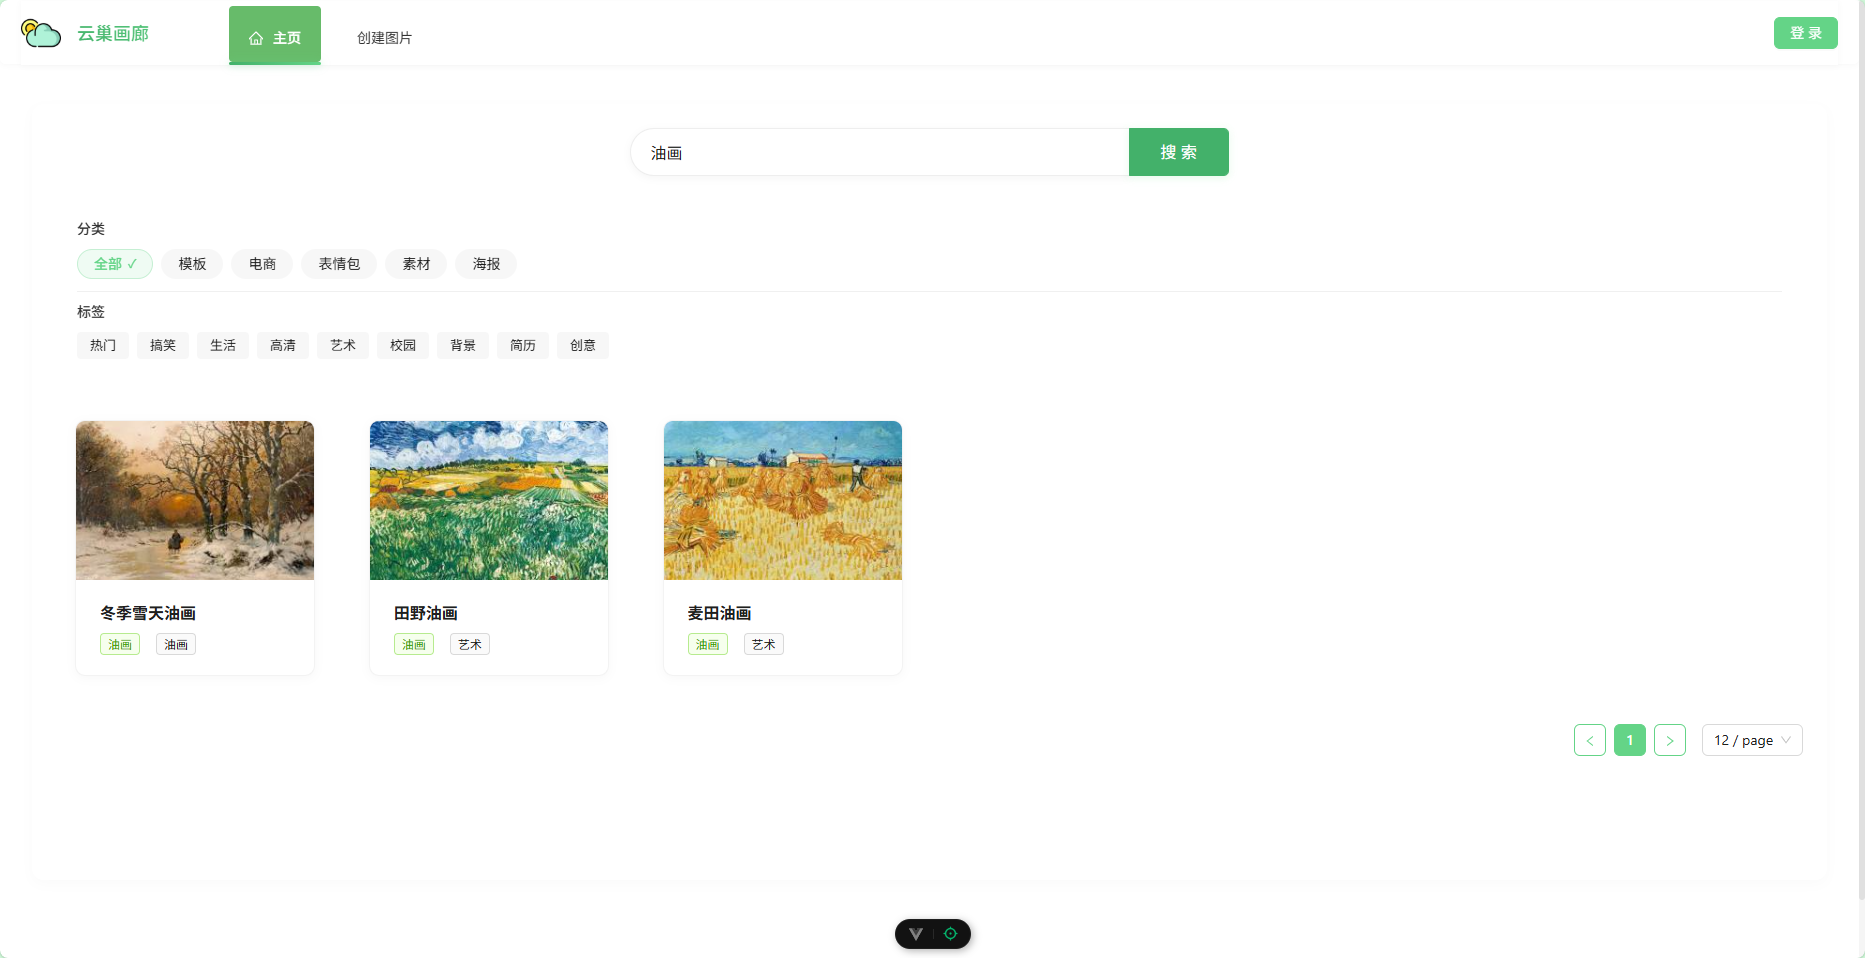 云巢画廊
主页
创建图片
登 录
油画
搜 索
分类
全部 ✓
模板
电商
表情包
素材
海报
标签
热门
搞笑
生活
高清
艺术
校园
背景
简历
创意
冬季雪天油画
油画 油画
田野油画
油画 艺术
麦田油画
油画 艺术
< 1 > 12 / page